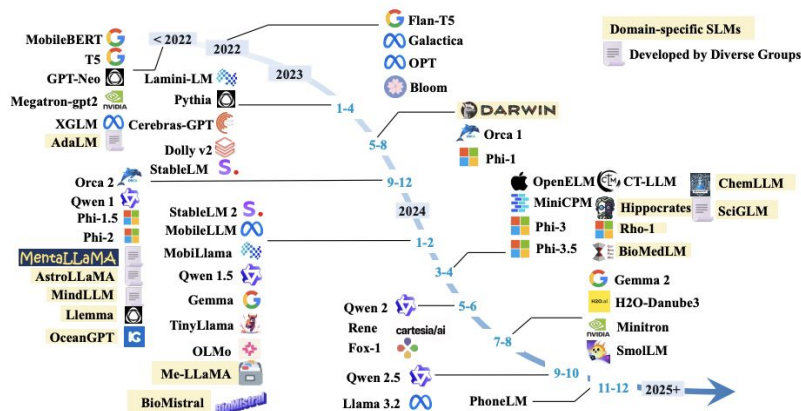 MobileBERT
T5
GPT-Neo
Megatron-gpt2
NVIDIA
XGLM
AdaLM
< 2022
2022
Flan-T5
Galactica
OPT
Bloom
Domain-specific SLMs
Developed by Diverse Groups
2023
Lamini-LM
Pythia
Cerebras-GPT
Dolly v2
StableLM
S.
1-4
5-8
DARWIN
Orca 1
Phi-1
9-12
Orca 2
Qwen 1
Phi-1.5
Phi-2
MentaLLaMA
AstroLLaMA
MindLLM
Llemma
OceanGPT
2024
StableLM 2
S.
MobileLLM
MobiLlama
Qwen 1.5
Gemma
TinyLlama
OLMo
Me-LLaMA
BioMistral
BioMistral
1-2
3-4
OpenELM
MiniCPM
Phi-3
Phi-3.5
CT-LLM
Hippocrates
Rho-1
BioMedLM
ChemLLM
SciGLM
5-6
Qwen 2
Rene
cartesia/ai
Fox-1
7-8
Gemma 2
H2O.ai
H2O-Danube3
Minitron
NVIDIA
SmolLM
9-10
Qwen 2.5
Llama 3.2
11-12
PhoneLM
2025+